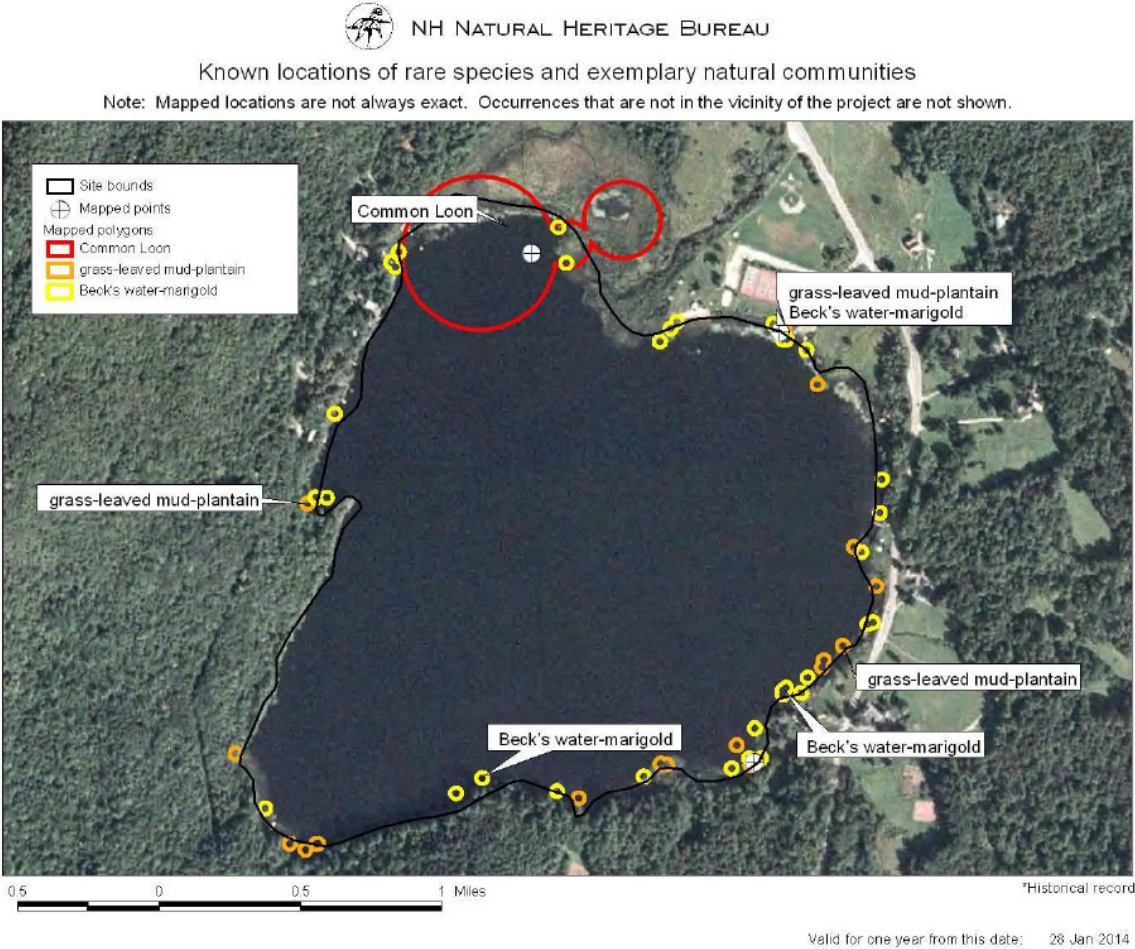 NH NATURAL HERITAGE BUREAU
Known locations of rare species and exemplary natural communities
Note: Mapped locations are not always exact. Occurrences that are not in the vicinity of the project are not shown.
Site bounds
Mapped points
Mapped polygons
Common Loon
grass-leaved mud-plantain
Beck's water-marigold
Common Loon
grass-leaved mud-plantain
Beck's water-marigold
grass-leaved mud-plantain
grass-leaved mud-plantain
Beck's water-marigold
Beck's water-marigold
0.5 0 0.5 1 Miles
*Historical record
Valid for one year from this date: 28 Jan 2014